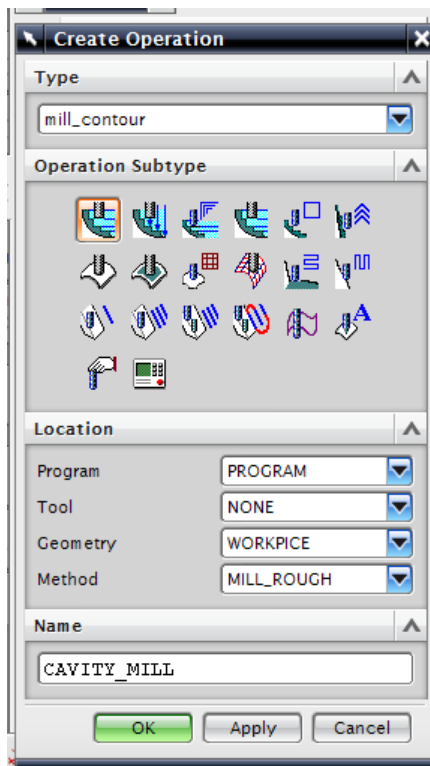 Create Operation
Type
mill_contour
Operation Subtype
A
Location
Program PROGRAM
Tool NONE
Geometry WORKPICE
Method MILL_ROUGH
Name
CAVITY_MILL
OK Apply Cancel